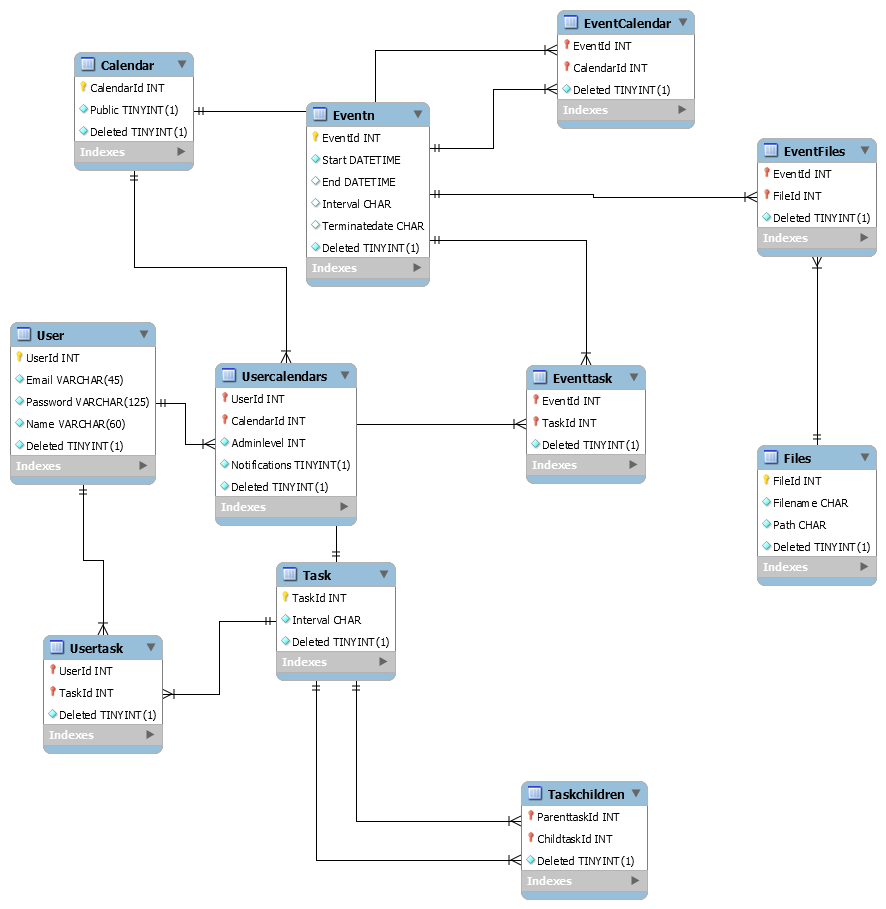 EventCalendar
EventId INT
CalendarId INT
Deleted TINYINT(1)
Indexes
Calendar
CalendarId INT
Public TINYINT(1)
Deleted TINYINT(1)
Indexes
Eventn
EventId INT
Start DATETIME
End DATETIME
Interval CHAR
Terminatedate CHAR
Deleted TINYINT(1)
Indexes
EventFiles
EventId INT
FileId INT
Deleted TINYINT(1)
Indexes
User
UserId INT
Email VARCHAR(45)
Password VARCHAR(125)
Name VARCHAR(60)
Deleted TINYINT(1)
Indexes
Usercalendars
UserId INT
CalendarId INT
Adminlevel INT
Notifications TINYINT(1)
Deleted TINYINT(1)
Indexes
Eventtask
EventId INT
TaskId INT
Deleted TINYINT(1)
Indexes
Files
FileId INT
Filename CHAR
Path CHAR
Deleted TINYINT(1)
Indexes
Task
TaskId INT
Interval CHAR
Deleted TINYINT(1)
Indexes
Usertask
UserId INT
TaskId INT
Deleted TINYINT(1)
Indexes
Taskchildren
ParenttaskId INT
ChildtaskId INT
Deleted TINYINT(1)
Indexes